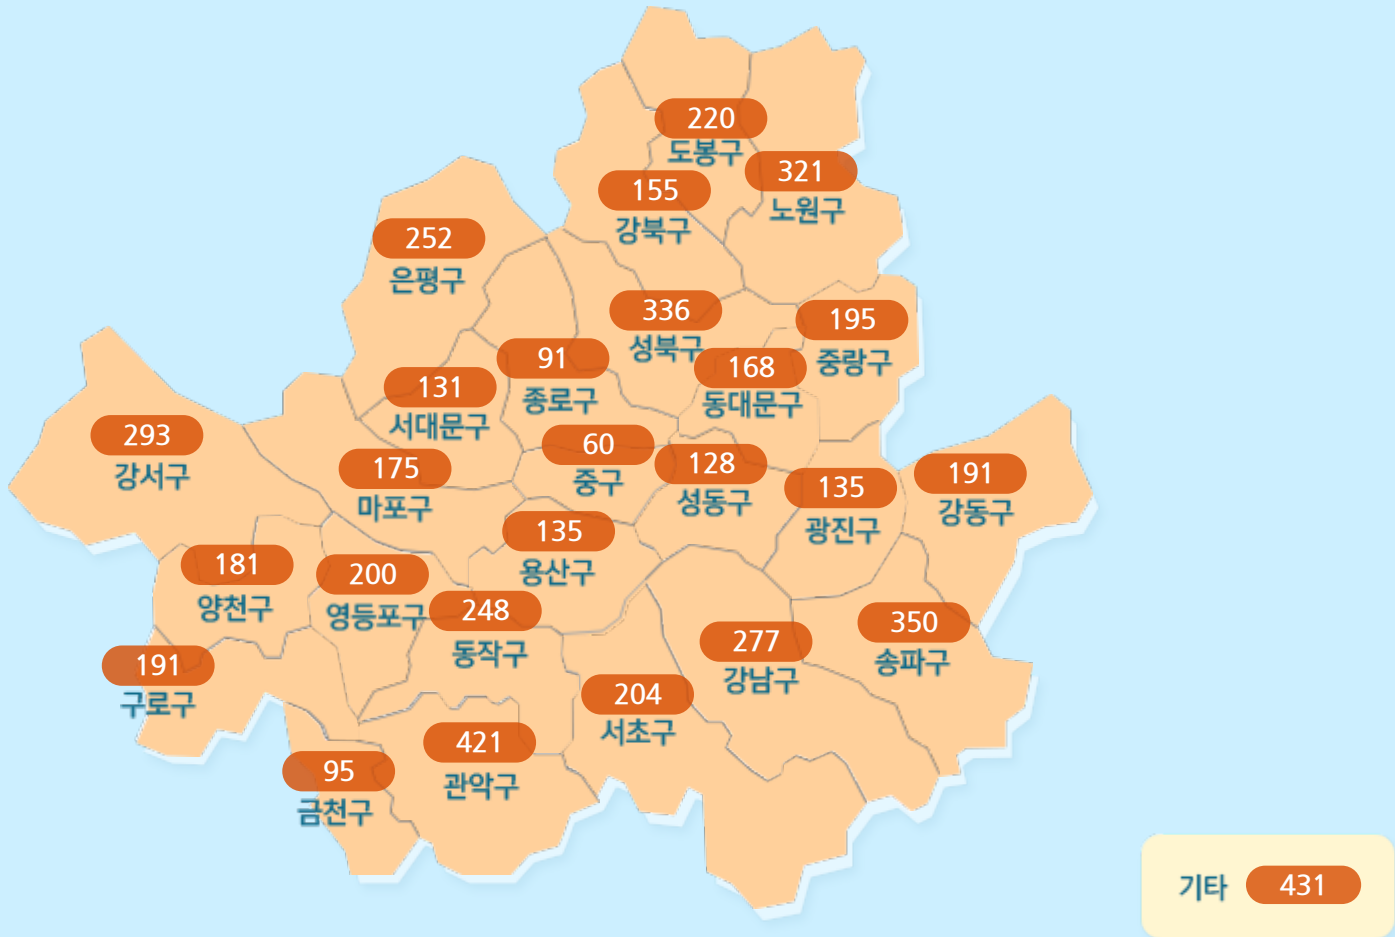 220
도봉구
321
노원구
155
강북구
252
은평구
336
성북구
195
중랑구
91
종로구
168
동대문구
131
서대문구
293
강서구
60
중구
128
성동구
175
마포구
135
광진구
191
강동구
135
용산구
181
양천구
200
영등포구
248
동작구
350
송파구
277
강남구
191
구로구
204
서초구
421
관악구
95
금천구
기타 431